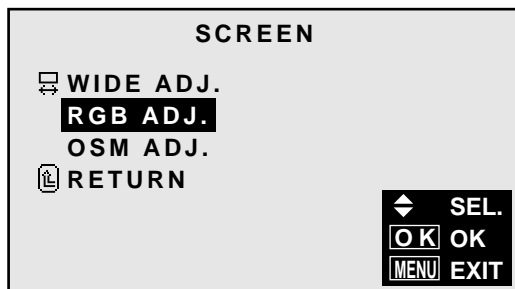 SCREEN
WIDE ADJ.
RGB ADJ.
OSM ADJ.
RETURN
SEL.
OK OK
MENU EXIT